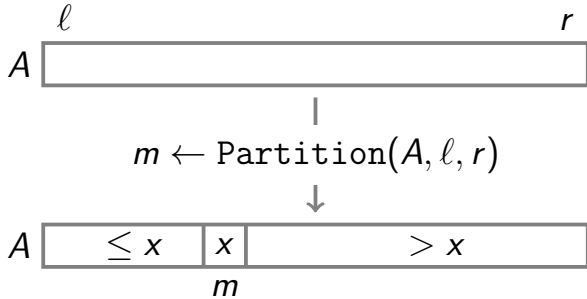 ℓ r
A
m ← Partition(A, ℓ, r)
A ≤ x x > x
m